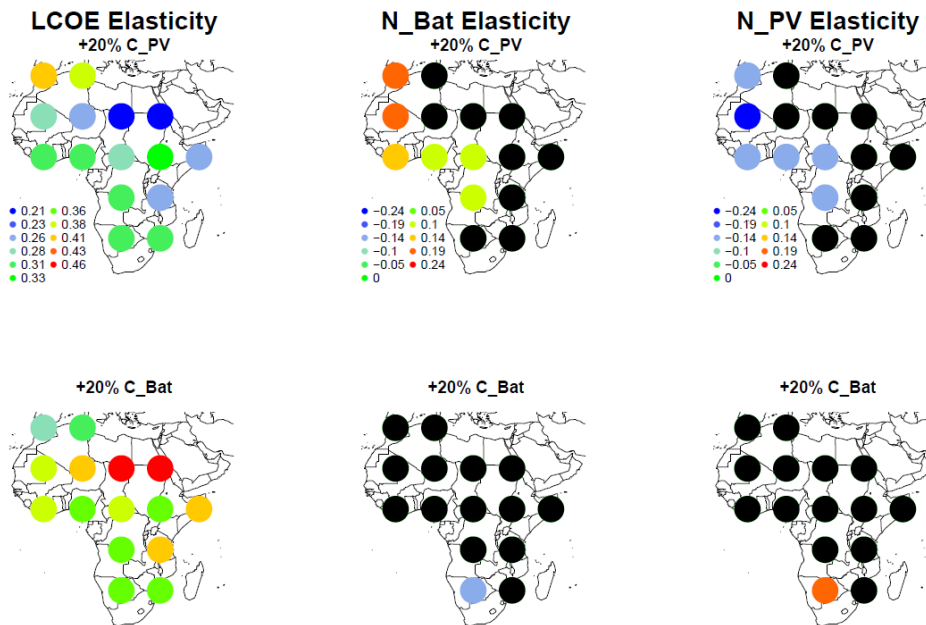 LCOE Elasticity
+20% C_PV
0.21 0.36
0.23 0.38
0.26 0.41
0.28 0.43
0.31 0.46
0.33
N_Bat Elasticity
+20% C_PV
−0.24 0.05
−0.19 0.1
−0.14 0.14
−0.1 0.19
−0.05 0.24
0
N_PV Elasticity
+20% C_PV
−0.24 0.05
−0.19 0.1
−0.14 0.14
−0.1 0.19
−0.05 0.24
0
+20% C_Bat
+20% C_Bat
+20% C_Bat